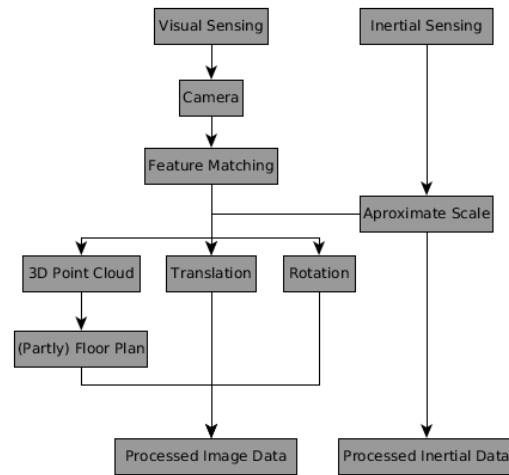 Visual Sensing
Inertial Sensing
Camera
Feature Matching
Aproximate Scale
3D Point Cloud
Translation
Rotation
(Partly) Floor Plan
Processed Image Data
Processed Inertial Data